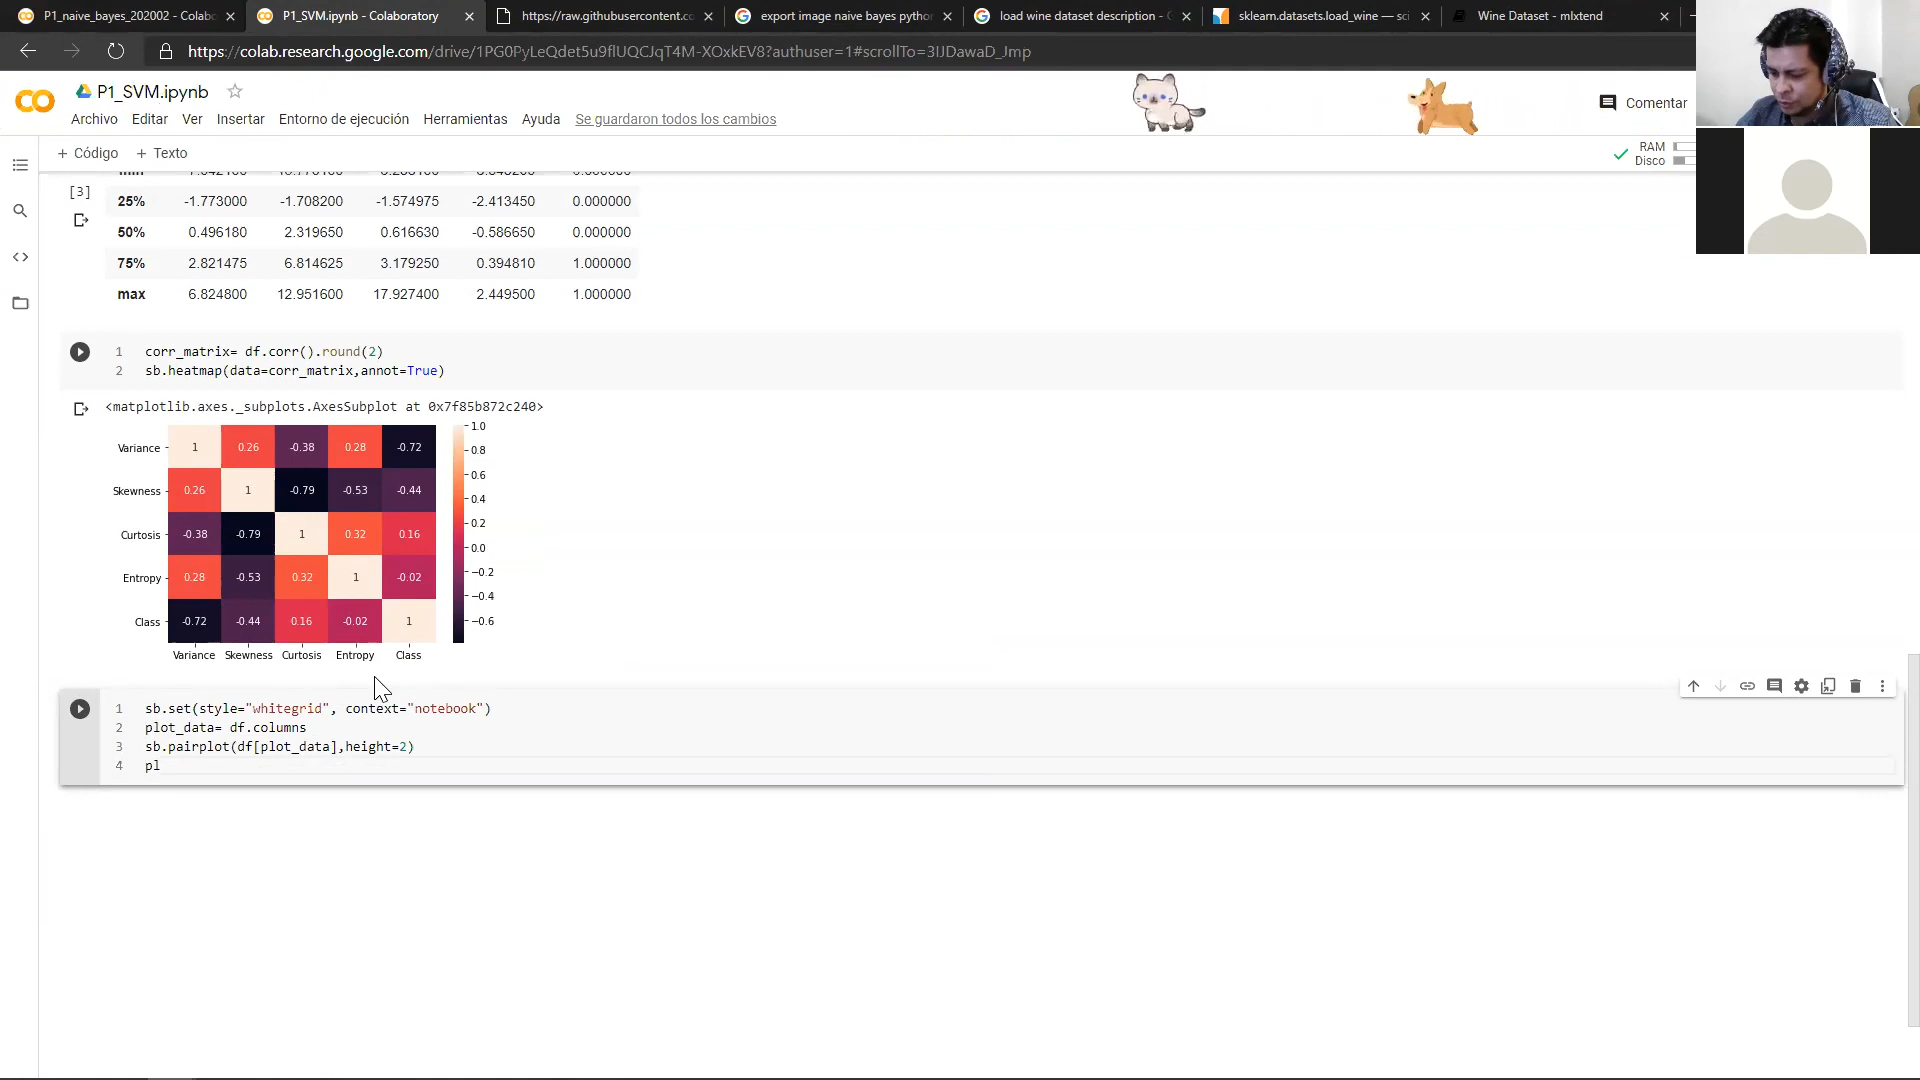 P1_naive_bayes_202002 - Colab
P1_SVM.ipynb - Colaboratory
https://raw.githubusercontent.c
export image naive bayes python
load wine dataset description -
sklearn.datasets.load_wine — sci
Wine Dataset - mlxtend
https://colab.research.google.com/drive/1PG0PyLeQdet5u9flUQCJqT4M-XOxkEV8?authuser=1#scrollTo=3IJDawaD_Jmp
CO
P1_SVM.ipynb
Archivo Editar Ver Insertar Entorno de ejecución Herramientas Ayuda Se guardaron todos los cambios
Comentar
+ Código + Texto
RAM
Disco
[3]
25% -1.773000 -1.708200 -1.574975 -2.413450 0.000000
50% 0.496180 2.319650 0.616630 -0.586650 0.000000
75% 2.821475 6.814625 3.179250 0.394810 1.000000
max 6.824800 12.951600 17.927400 2.449500 1.000000
1 corr_matrix= df.corr().round(2)
2 sb.heatmap(data=corr_matrix,annot=True)
<matplotlib.axes._subplots.AxesSubplot at 0x7f85b872c240>
Variance 1 0.26 -0.38 0.28 -0.72
Skewness 0.26 1 -0.79 -0.53 -0.44
Curtosis -0.38 -0.79 1 0.32 0.16
Entropy 0.28 -0.53 0.32 1 -0.02
Class -0.72 -0.44 0.16 -0.02 1
Variance Skewness Curtosis Entropy Class
1.0
0.8
0.6
0.4
0.2
0.0
−0.2
−0.4
−0.6
1 sb.set(style="whitegrid", context="notebook")
2 plot_data= df.columns
3 sb.pairplot(df[plot_data],height=2)
4 pl